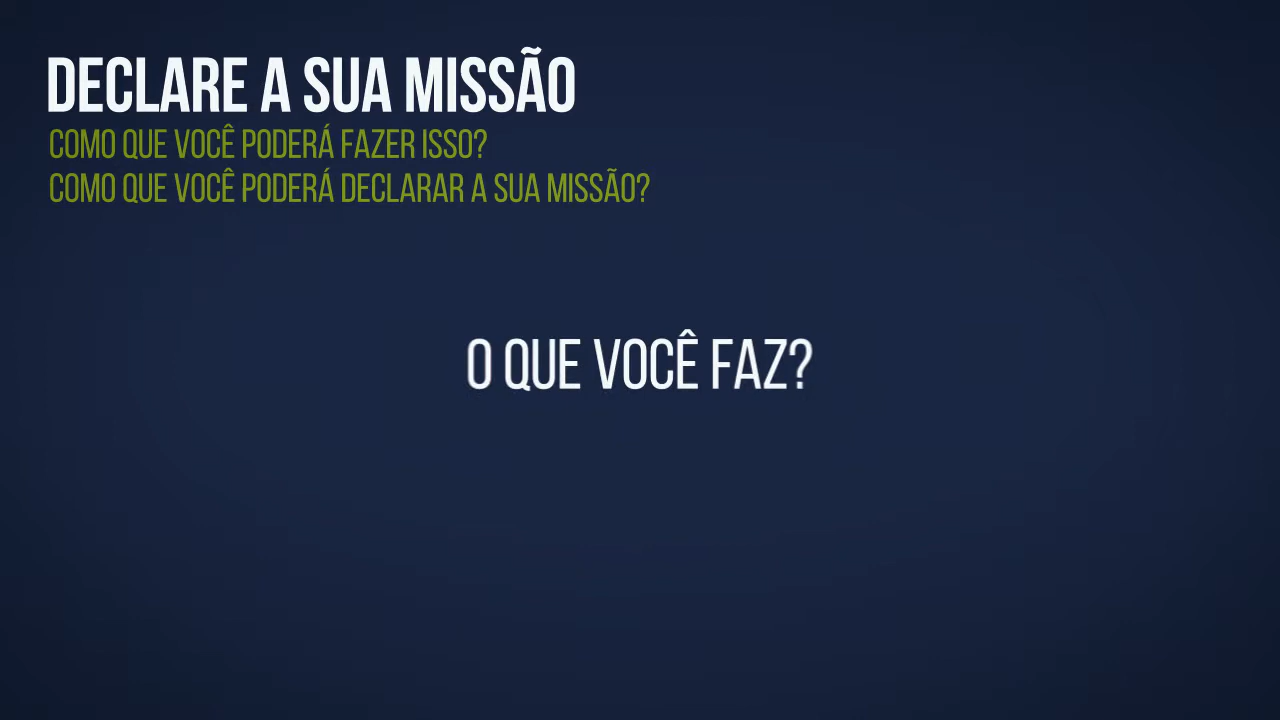 DECLARE A SUA MISSÃO
COMO QUE VOCÊ PODERÁ FAZER ISSO?
COMO QUE VOCÊ PODERÁ DECLARAR A SUA MISSÃO?
O QUE VOCÊ FAZ?